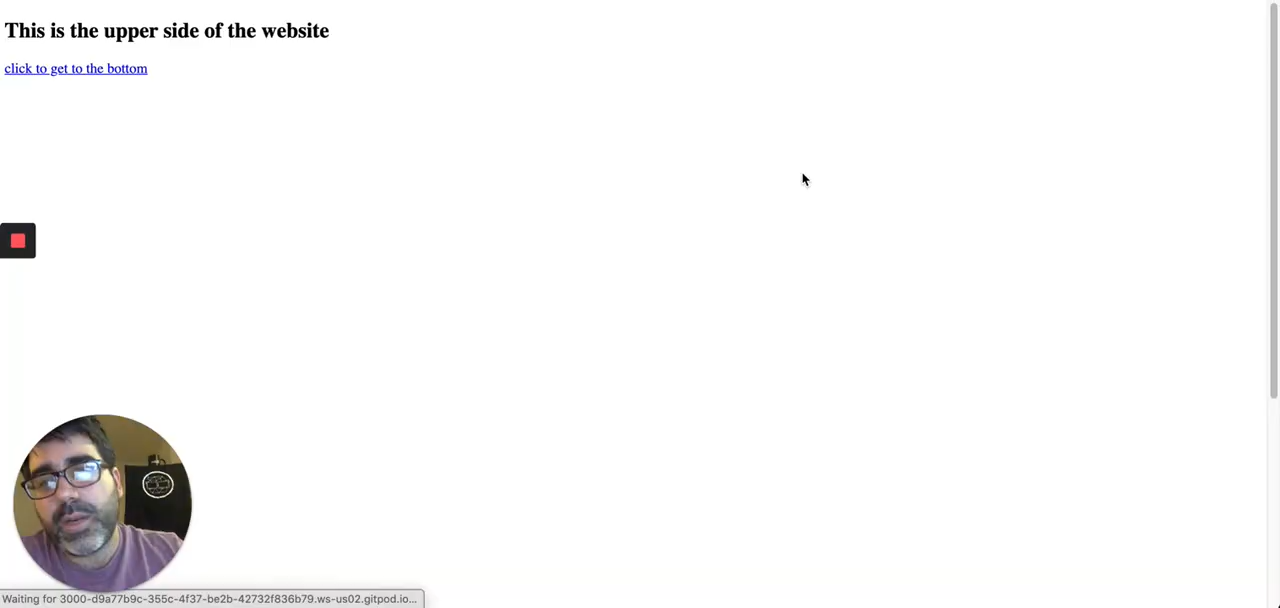 This is the upper side of the website
click to get to the bottom
Waiting for 3000-d9a77b9c-355c-4f37-be2b-42732f836b79.ws-us02.gitpod.io...